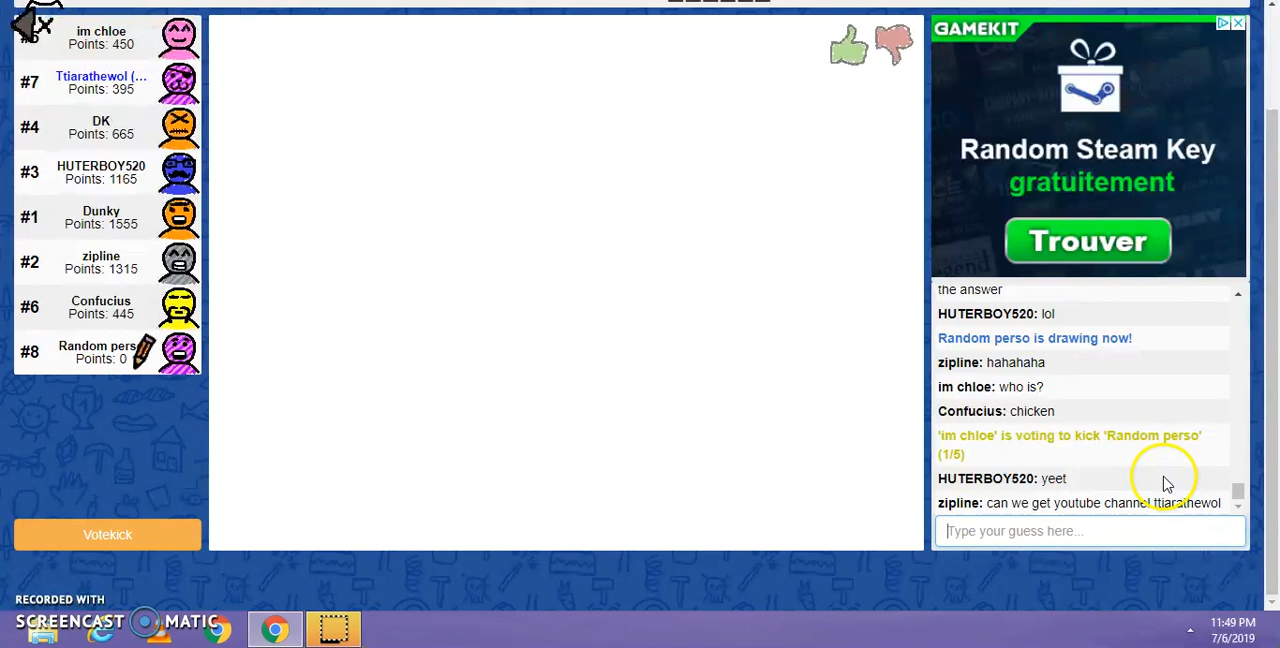 im chloe
Points: 450
#7
Ttiarathewol (...
Points: 395
#4
DK
Points: 665
#3
HUTERBOY520
Points: 1165
#1
Dunky
Points: 1555
#2
zipline
Points: 1315
#6
Confucius
Points: 445
#8
Random perso
Points: 0
Votekick
GAMEKIT
Random Steam Key
gratuitement
Trouver
the answer
HUTERBOY520: lol
Random perso is drawing now!
zipline: hahahaha
im chloe: who is?
Confucius: chicken
'im chloe' is voting to kick 'Random perso'
(1/5)
HUTERBOY520: yeet
zipline: can we get youtube channel ttiarathewol
Type your guess here...
RECORDED WITH
SCREENCAST MATIC
11:49 PM
7/6/2019